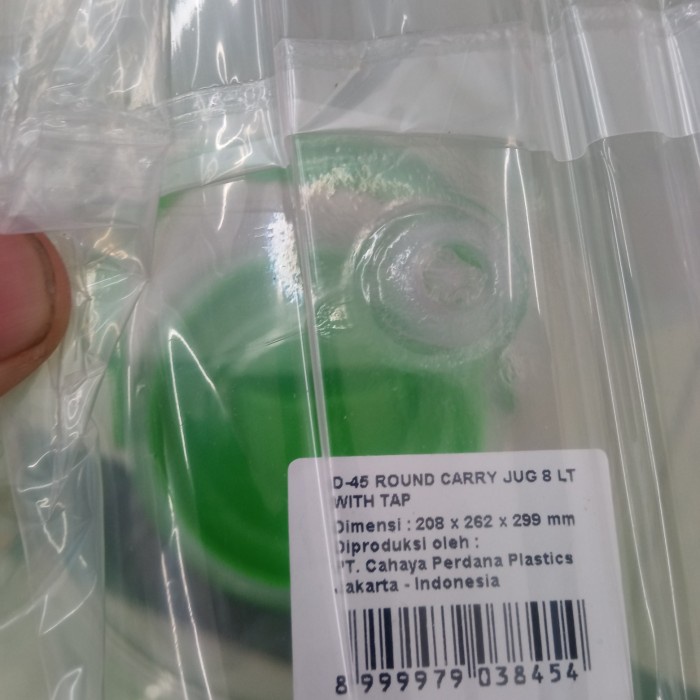 D-45 ROUND CARRY JUG 8 LT
WITH TAP
Dimensi : 208 x 262 x 299 mm
Diproduksi oleh :
PT. Cahaya Perdana Plastics
Jakarta - Indonesia
8 999979 038454